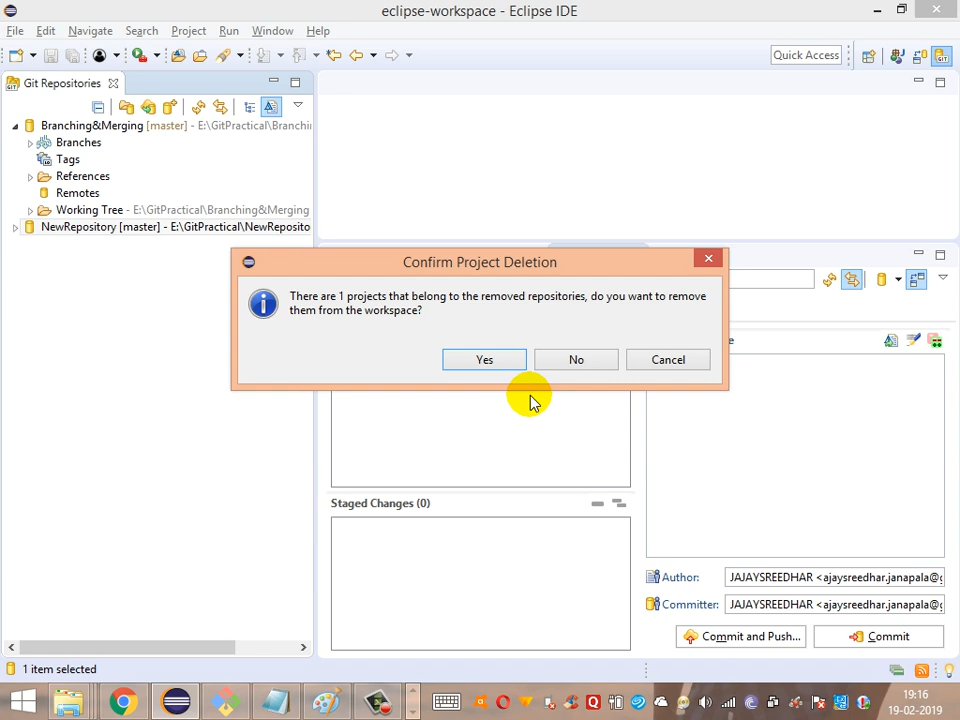 eclipse-workspace - Eclipse IDE
File Edit Navigate Search Project Run Window Help
Quick Access
Git Repositories
Branching&Merging [master] - E:\GitPractical\Branchi
Branches
Tags
References
Remotes
Working Tree - E:\GitPractical\Branching&Merging
NewRepository [master] - E:\GitPractical\NewReposito
Confirm Project Deletion
There are 1 projects that belong to the removed repositories, do you want to remove
them from the workspace?
Yes No Cancel
Staged Changes (0)
Author: JAJAYSREEDHAR <ajaysreedhar.janapala@g
Committer: JAJAYSREEDHAR <ajaysreedhar.janapala@g
Commit and Push... Commit
1 item selected
19:16
19-02-2019